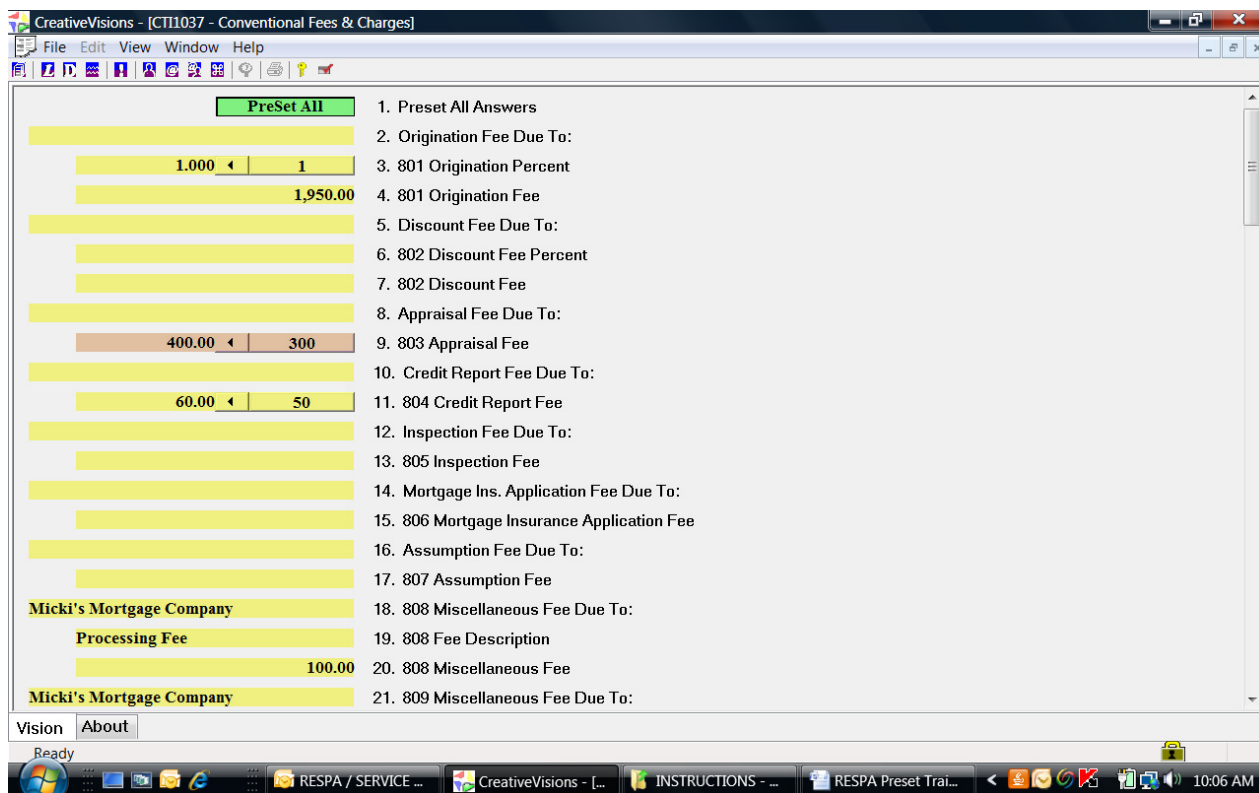 CreativeVisions - [CTI1037 - Conventional Fees & Charges]
File Edit View Window Help
PreSet All 1. Preset All Answers
2. Origination Fee Due To:
1.000 1 3. 801 Origination Percent
1,950.00 4. 801 Origination Fee
5. Discount Fee Due To:
6. 802 Discount Fee Percent
7. 802 Discount Fee
8. Appraisal Fee Due To:
400.00 300 9. 803 Appraisal Fee
10. Credit Report Fee Due To:
60.00 50 11. 804 Credit Report Fee
12. Inspection Fee Due To:
13. 805 Inspection Fee
14. Mortgage Ins. Application Fee Due To:
15. 806 Mortgage Insurance Application Fee
16. Assumption Fee Due To:
17. 807 Assumption Fee
Micki's Mortgage Company 18. 808 Miscellaneous Fee Due To:
Processing Fee 19. 808 Fee Description
100.00 20. 808 Miscellaneous Fee
Micki's Mortgage Company 21. 809 Miscellaneous Fee Due To:
Vision About
Ready
RESPA / SERVICE ... CreativeVisions - [... INSTRUCTIONS - ... RESPA Preset Trai... 10:06 AM